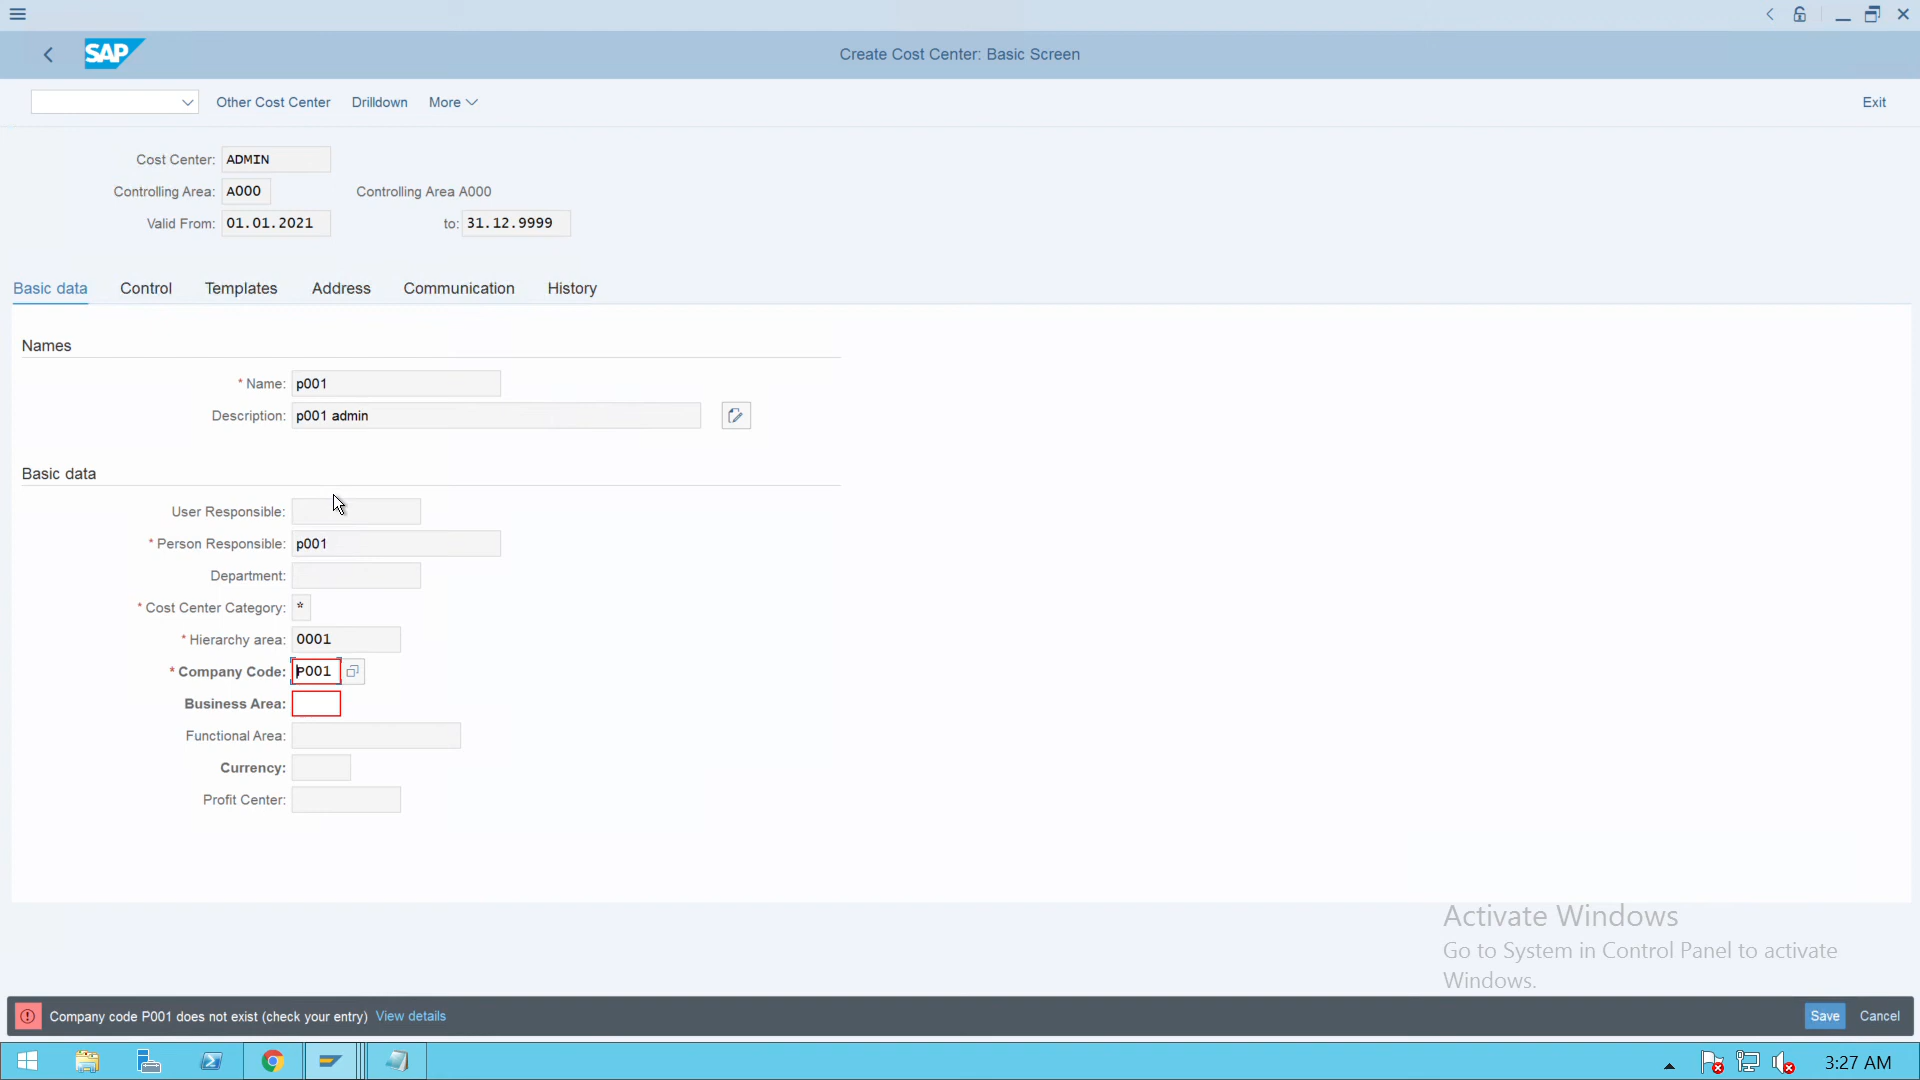 SAP
Create Cost Center: Basic Screen
Other Cost Center Drilldown More Exit
Cost Center: ADMIN
Controlling Area: A000 Controlling Area A000
Valid From: 01.01.2021 to: 31.12.9999
Basic data Control Templates Address Communication History
Names
* Name: p001
Description: p001 admin
Basic data
User Responsible:
* Person Responsible: p001
Department:
* Cost Center Category: *
* Hierarchy area: 0001
* Company Code: P001
Business Area:
Functional Area:
Currency:
Profit Center:
Activate Windows
Go to System in Control Panel to activate
Windows.
Company code P001 does not exist (check your entry) View details Save Cancel
3:27 AM